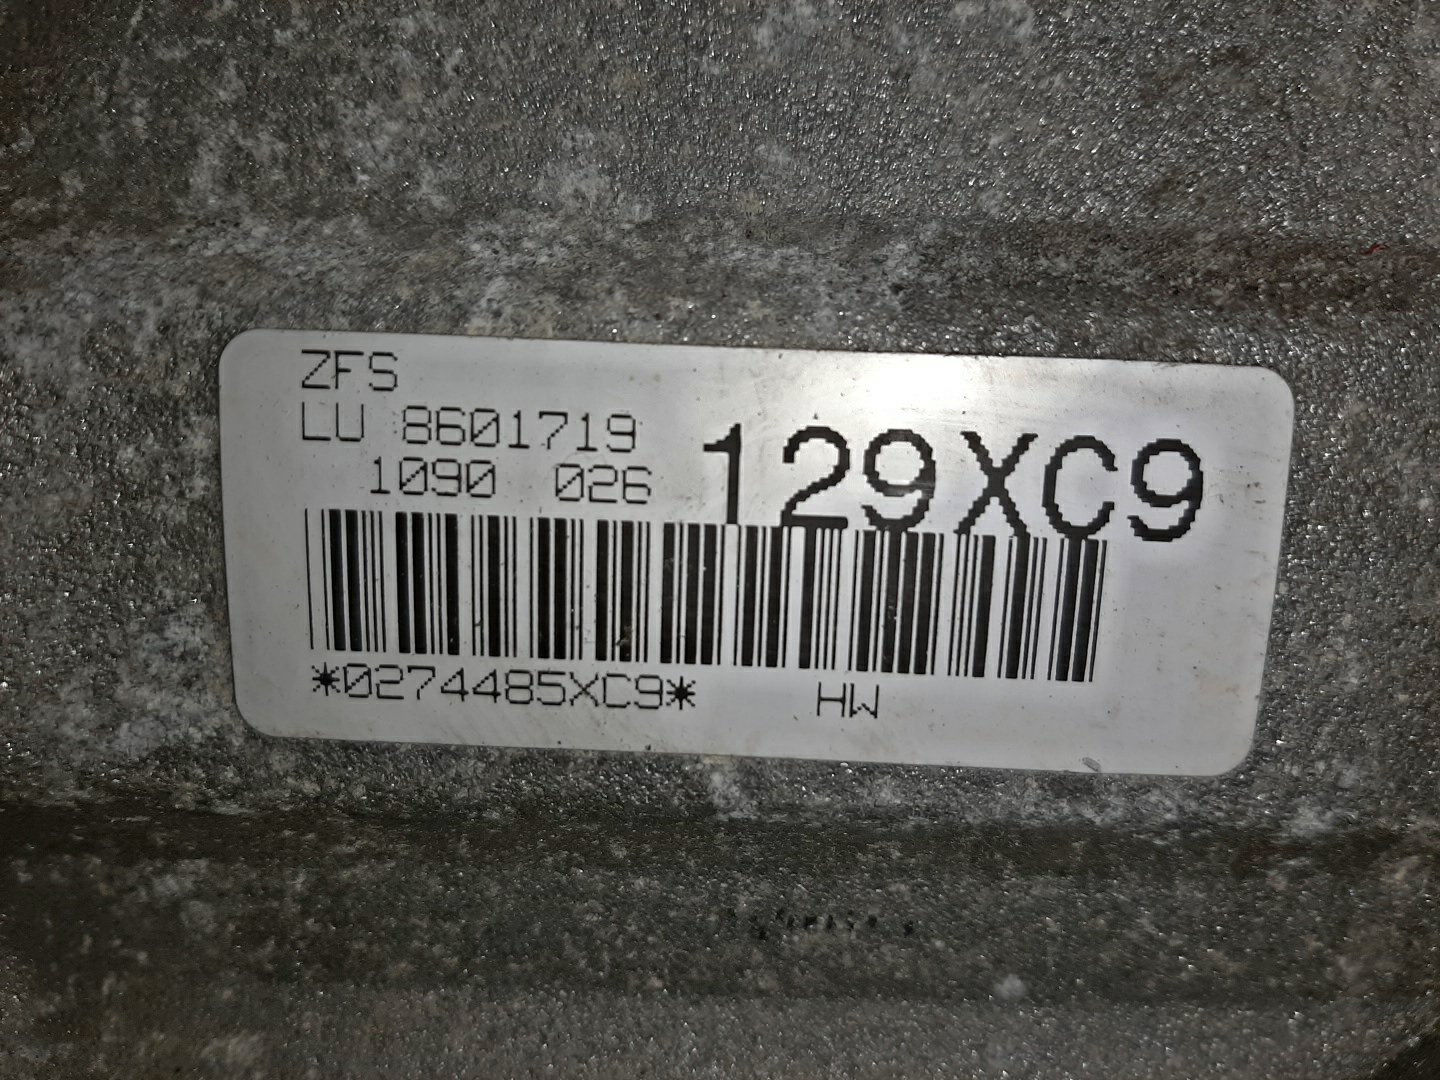 ZFS
LU 8601719
1090 026
129XC9
*0274485XC9* HW